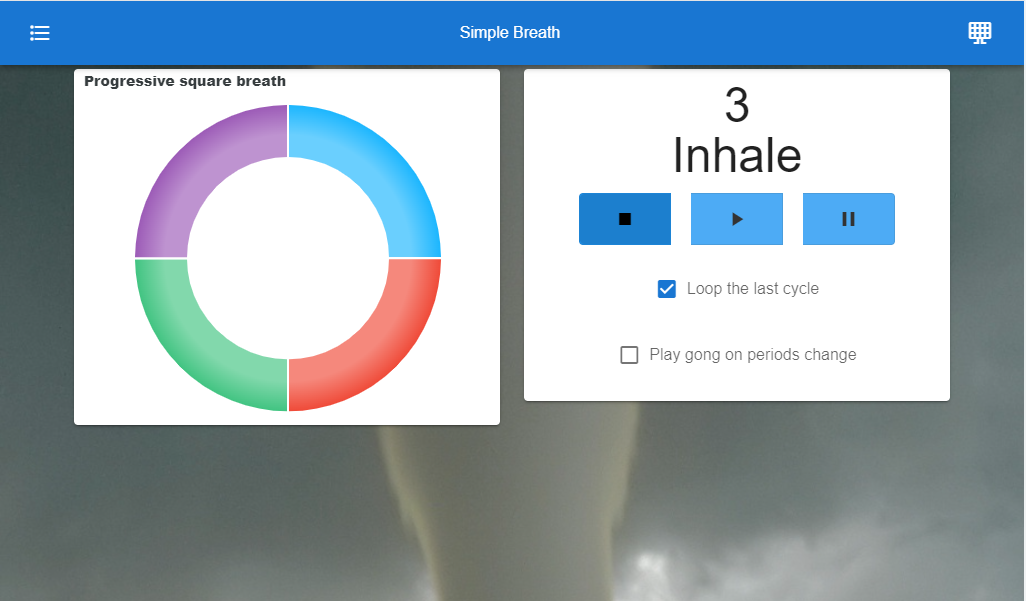 Simple Breath
Progressive square breath
3
Inhale
Loop the last cycle
Play gong on periods change